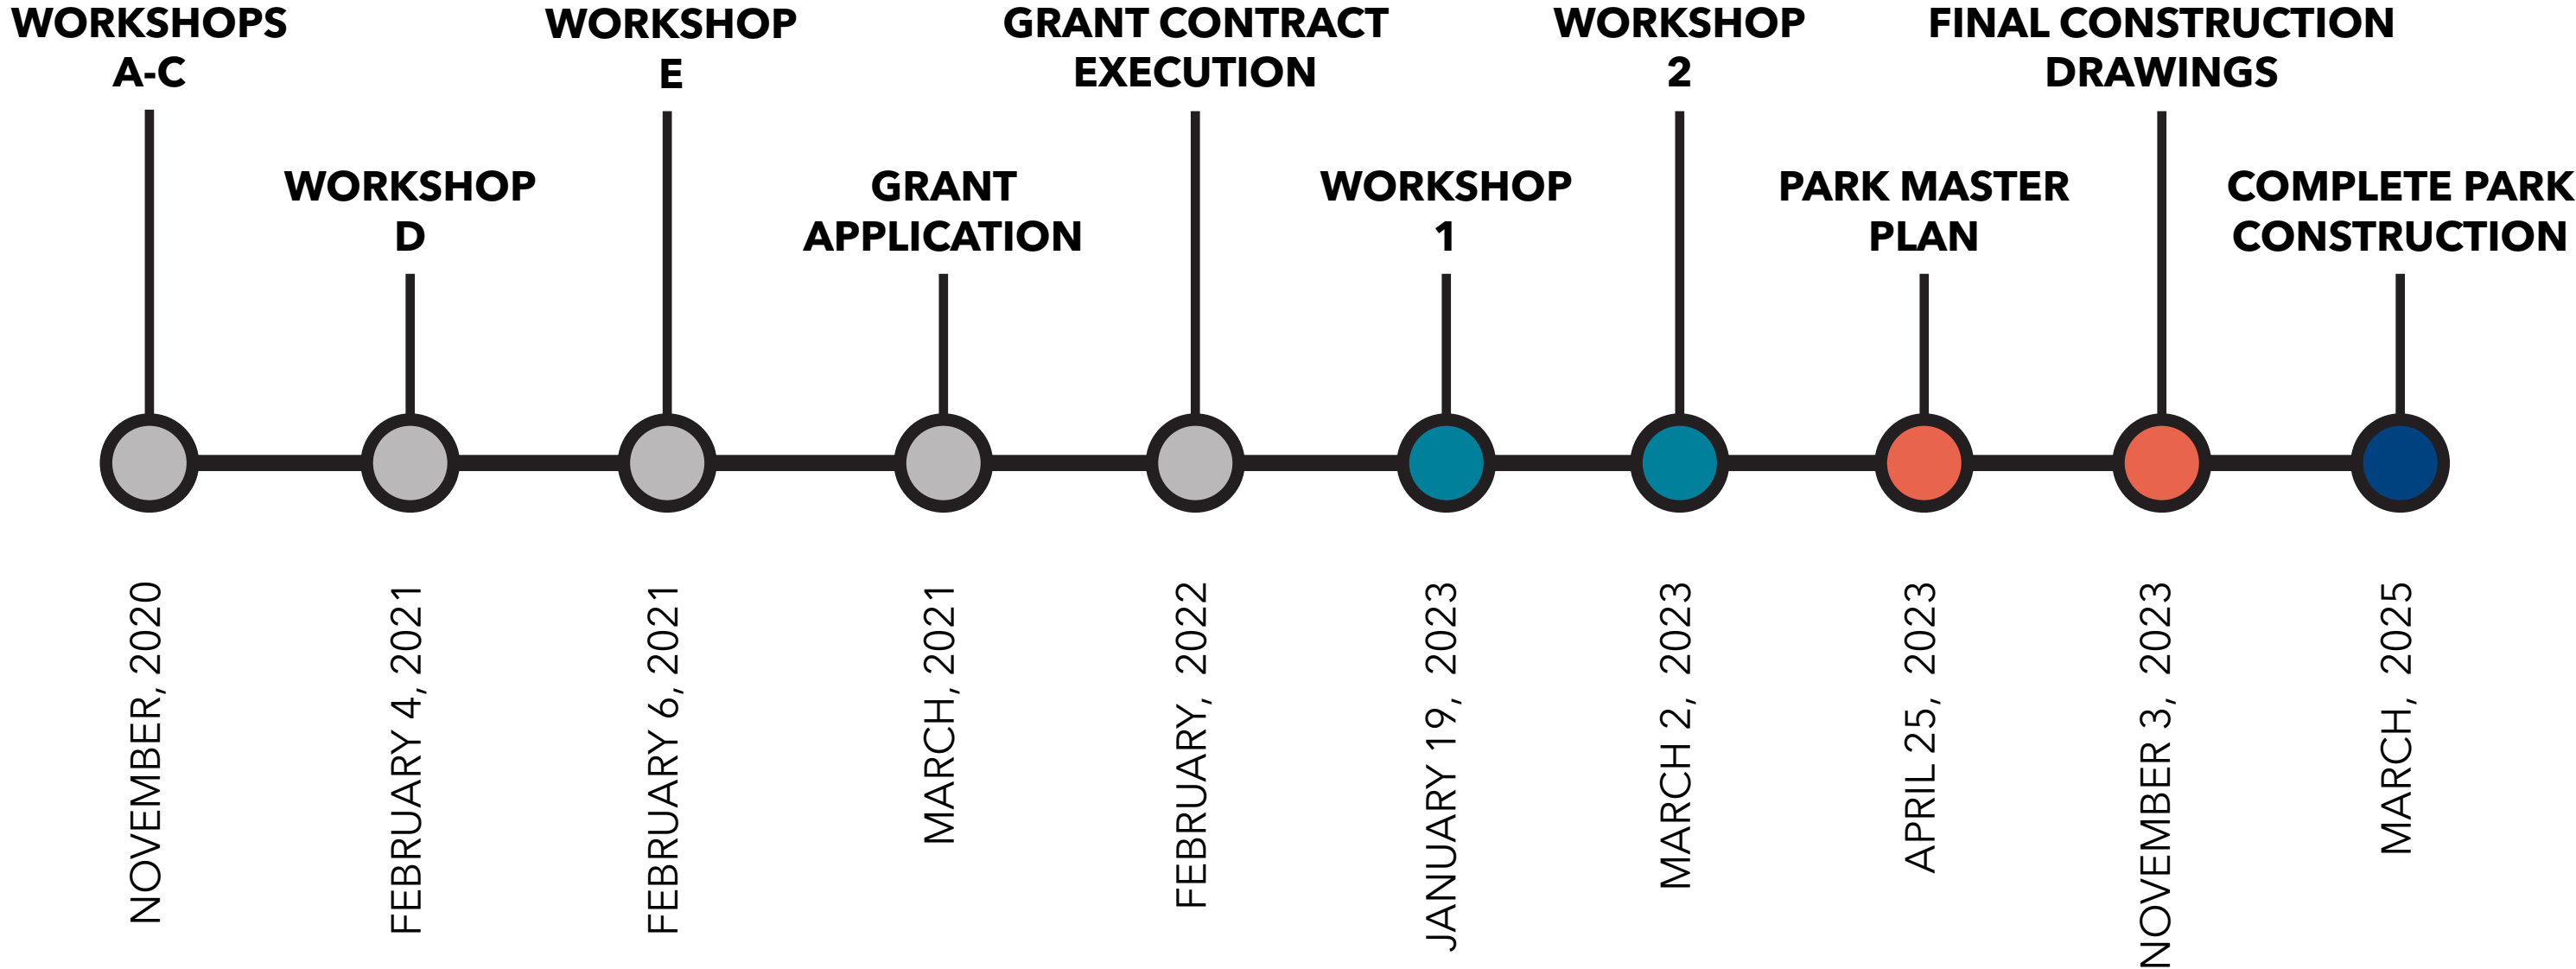 WORKSHOPS
A-C
NOVEMBER, 2020
WORKSHOP
D
FEBRUARY 4, 2021
WORKSHOP
E
FEBRUARY 6, 2021
GRANT
APPLICATION
MARCH, 2021
GRANT CONTRACT
EXECUTION
FEBRUARY, 2022
WORKSHOP
1
JANUARY 19, 2023
WORKSHOP
2
MARCH 2, 2023
PARK MASTER
PLAN
APRIL 25, 2023
FINAL CONSTRUCTION
DRAWINGS
NOVEMBER 3, 2023
COMPLETE PARK
CONSTRUCTION
MARCH, 2025